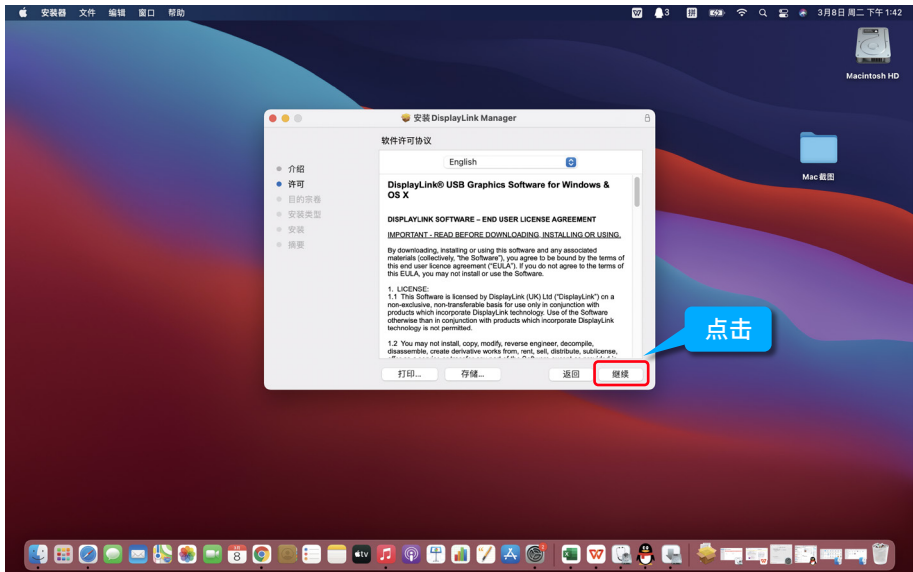 安装器 文件 编辑 窗口 帮助
3 拼 3月8日 周二 下午1:42
Macintosh HD
Mac 截图
安装 DisplayLink Manager
软件许可协议
介绍
许可
目的宗卷
安装类型
安装
摘要
English
DisplayLink® USB Graphics Software for Windows &
OS X
DISPLAYLINK SOFTWARE – END USER LICENSE AGREEMENT
IMPORTANT - READ BEFORE DOWNLOADING, INSTALLING OR USING.
By downloading, installing or using this software and any associated
materials (collectively, "the Software"), you agree to be bound by the terms of
this end user licence agreement ("EULA"). If you do not agree to the terms of
this EULA, you may not install or use the Software.
1. LICENSE:
1.1 This Software is licensed by DisplayLink (UK) Ltd ("DisplayLink") on a
non-exclusive, non-transferable basis for use only in conjunction with
products which incorporate DisplayLink technology. Use of the Software
otherwise than in conjunction with products which incorporate DisplayLink
technology is not permitted.
1.2 You may not install, copy, modify, reverse engineer, decompile,
disassemble, create derivative works from, rent, sell, distribute, sublicense,
点击
打印... 存储... 返回 继续
8
tv